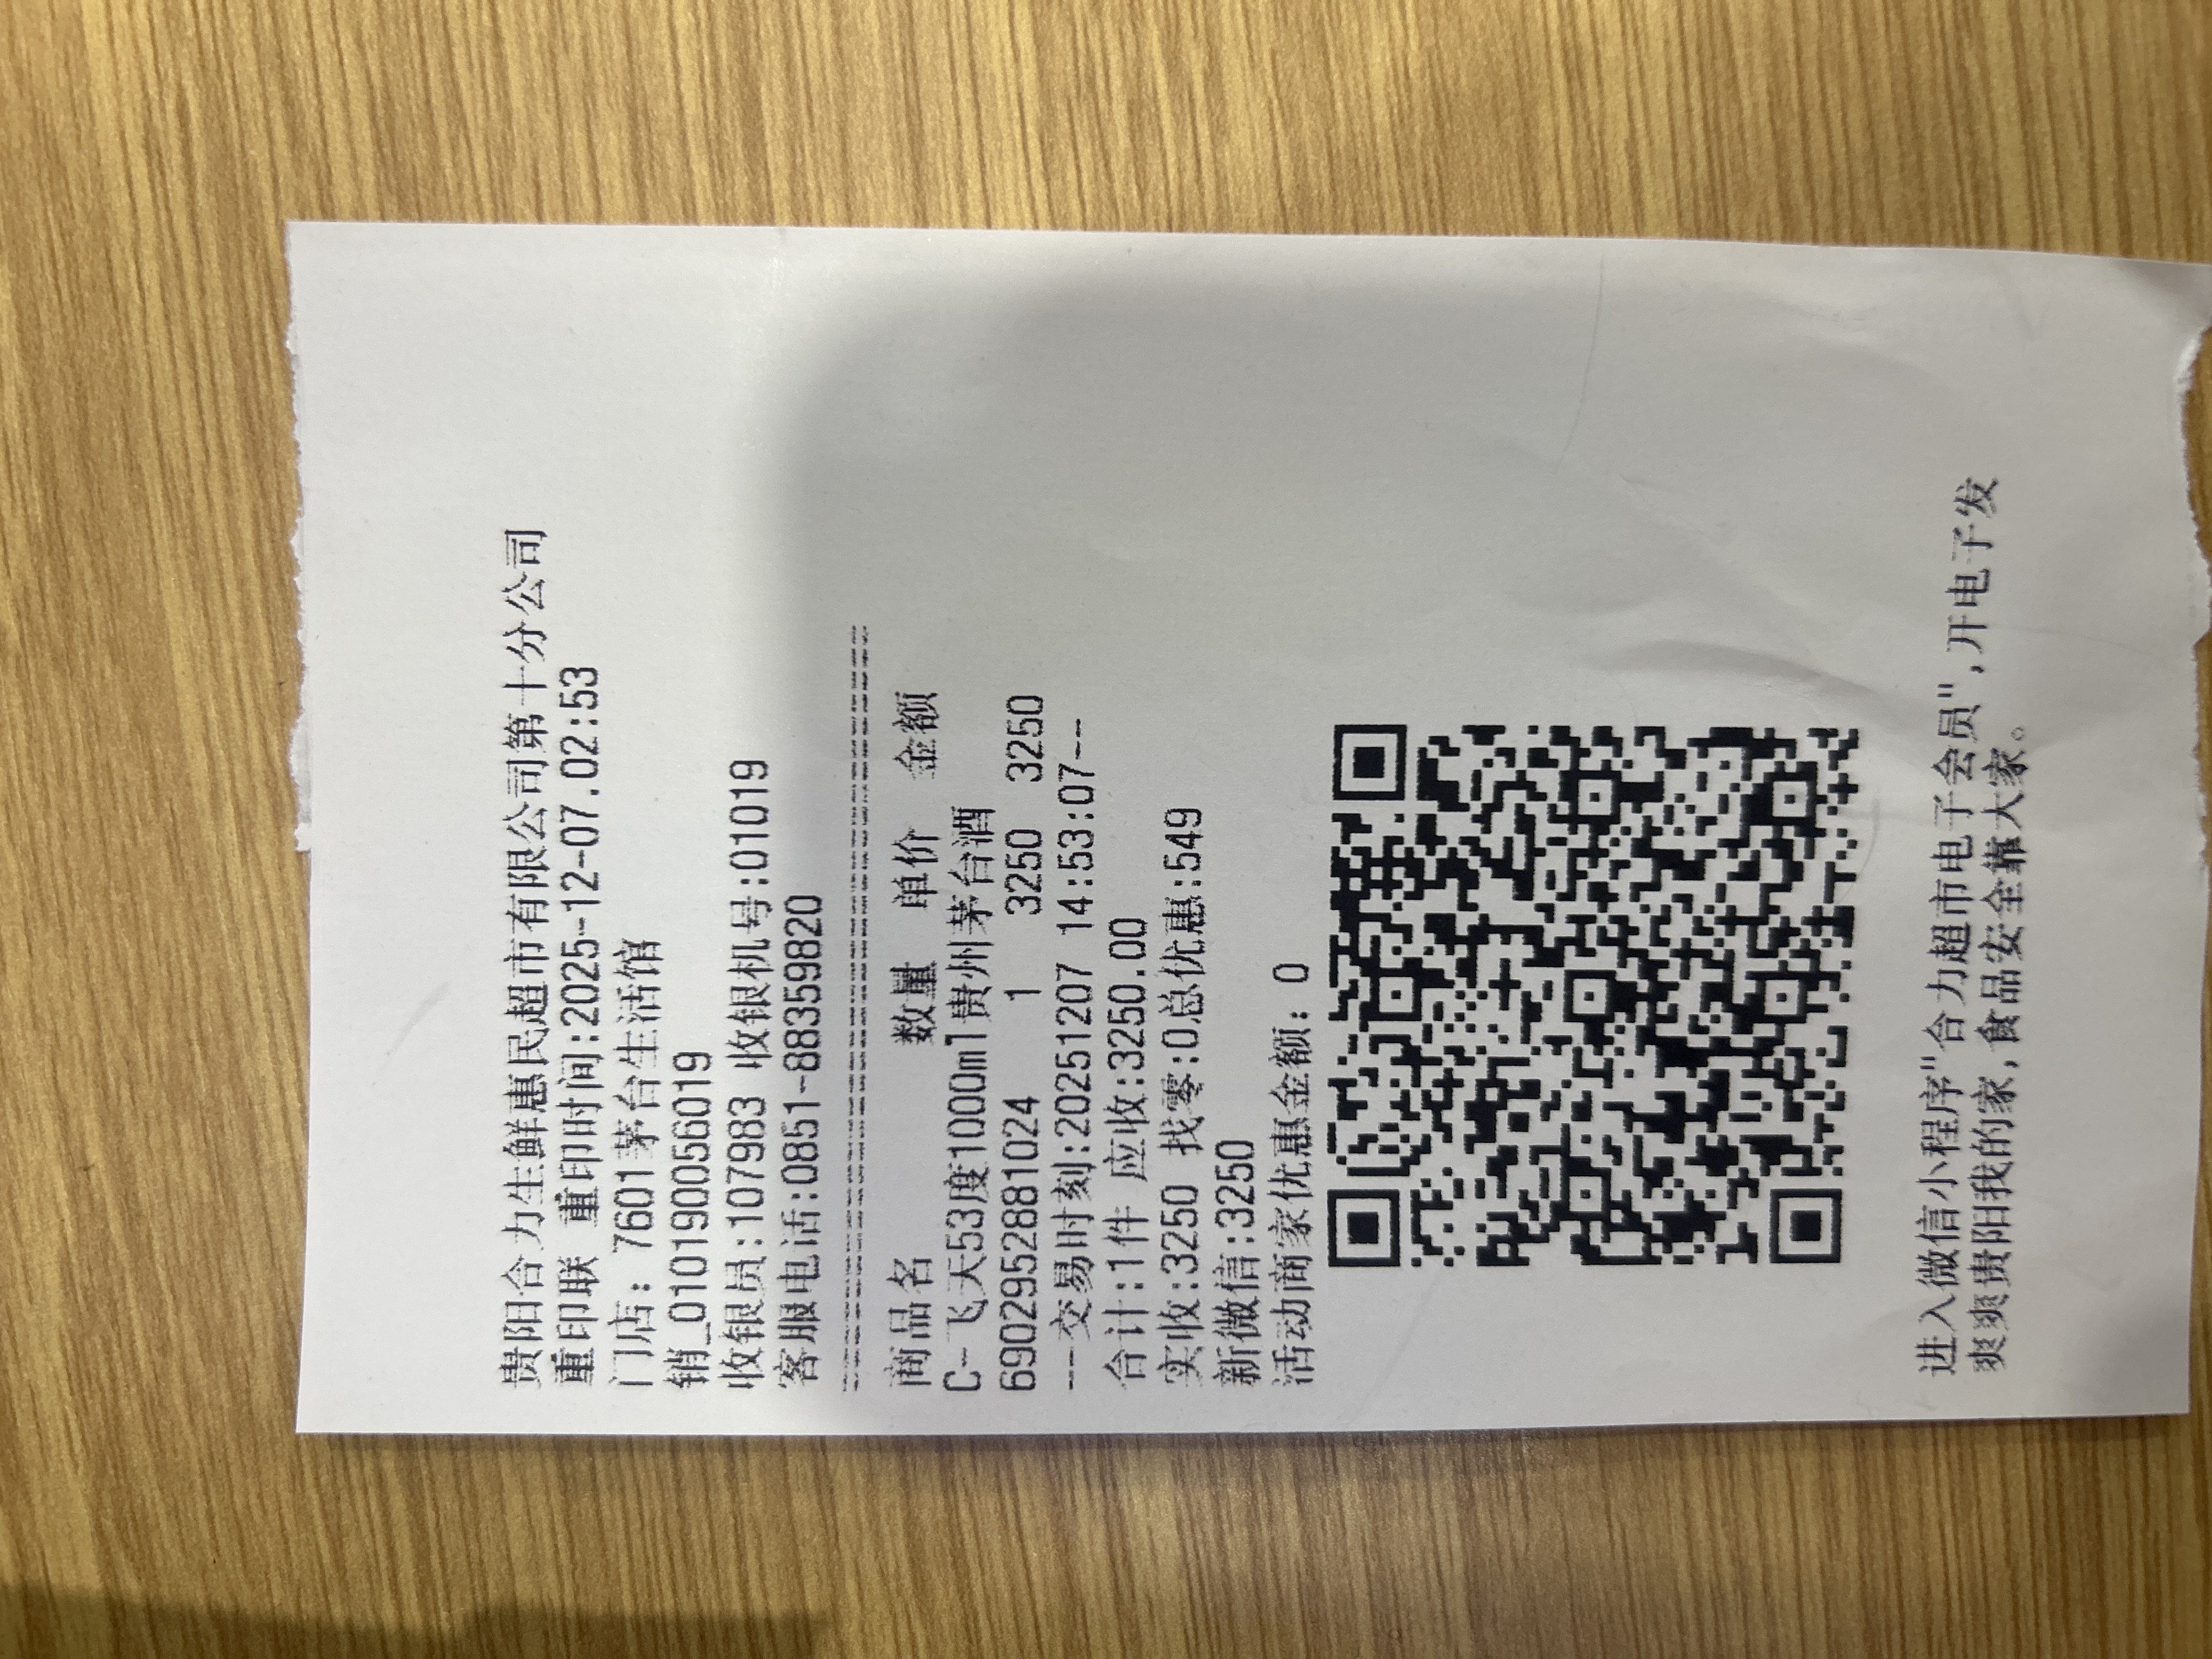 贵阳合力生鲜惠民超市有限公司第十分公司
重印联 重印时间:2025-12-07.02:53
门店: 7601茅台生活馆
销_010190056019
收银员:107983 收银机号:01019
客服电话:0851-88359820
商品名 数量 单价 金额
C-飞天53度1000ml贵州茅台酒
6902952881024 1 3250 3250
--交易时刻:20251207 14:53:07--
合计:1件 应收:3250.00
实收:3250 找零:0总优惠:549
新微信:3250
活动商家优惠金额: 0
进入微信小程序"合力超市电子会员",开电子发
爽爽贵阳我的家,食品安全靠大家。